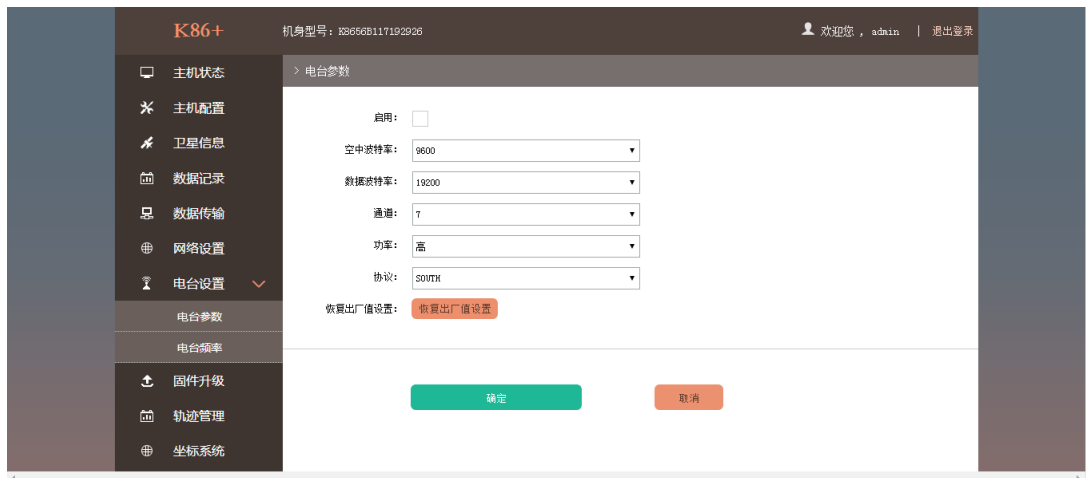 K86+
机身型号：K8656B117192926
欢迎您 ，admin | 退出登录
主机状态
主机配置
卫星信息
数据记录
数据传输
网络设置
电台设置
电台参数
电台频率
固件升级
轨迹管理
坐标系统
> 电台参数
启用：
空中波特率： 9600
数据波特率： 19200
通道： 7
功率： 高
协议： SOUTH
恢复出厂值设置： 恢复出厂值设置
确定 取消